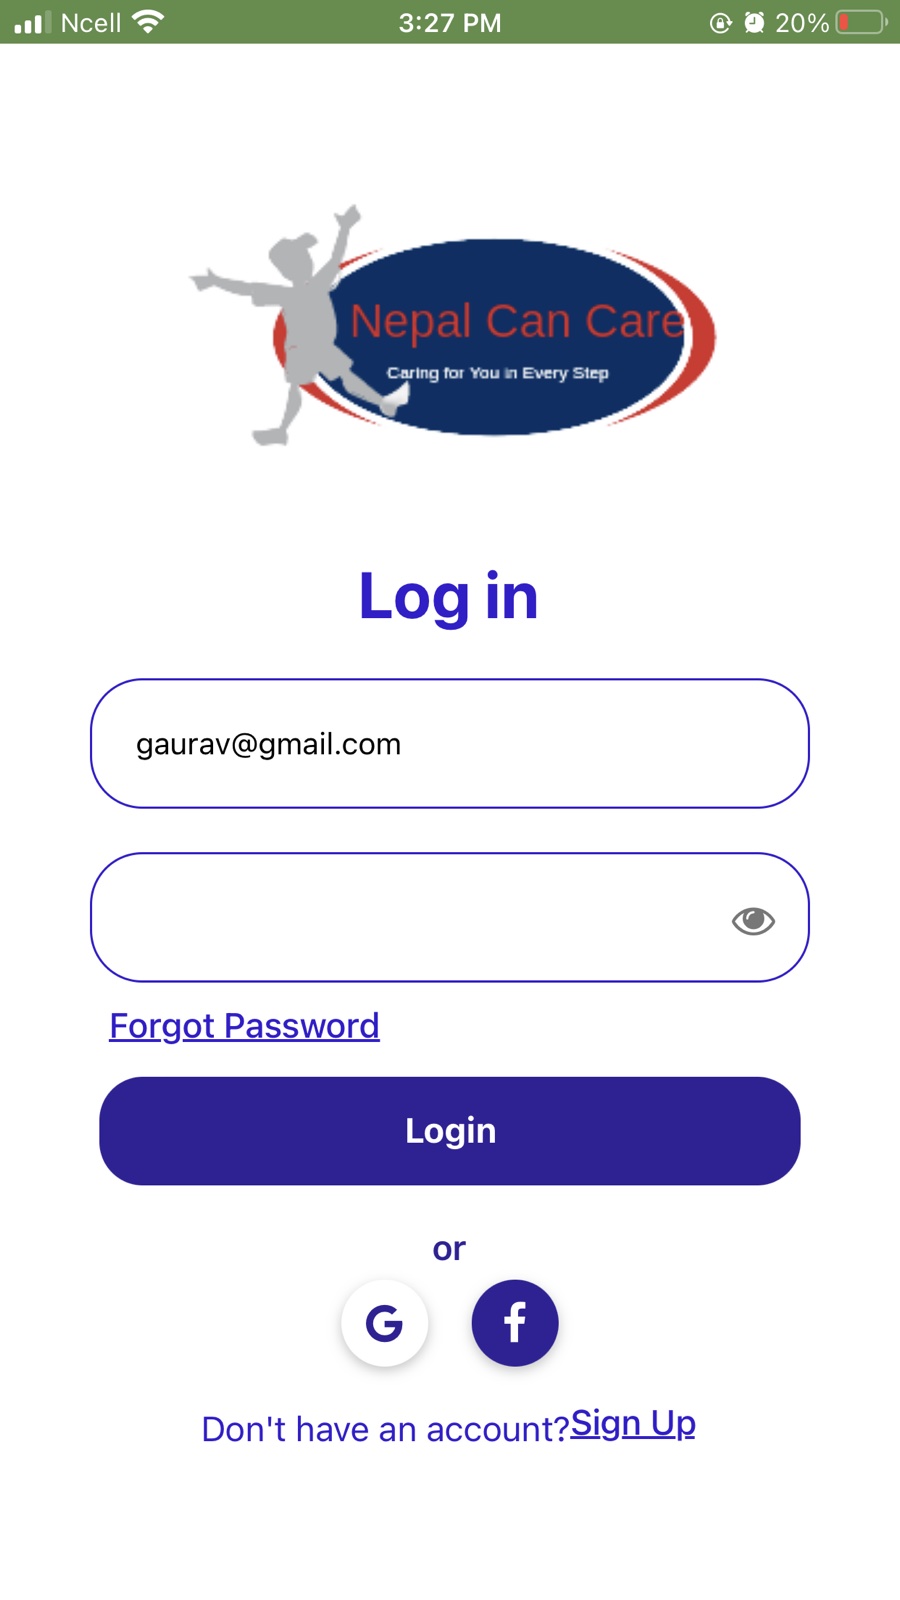 Ncell 3:27 PM 20%
Nepal Can Care
Caring for You in Every Step
Log in
gaurav@gmail.com
Forgot Password
Login
or
G f
Don't have an account?Sign Up